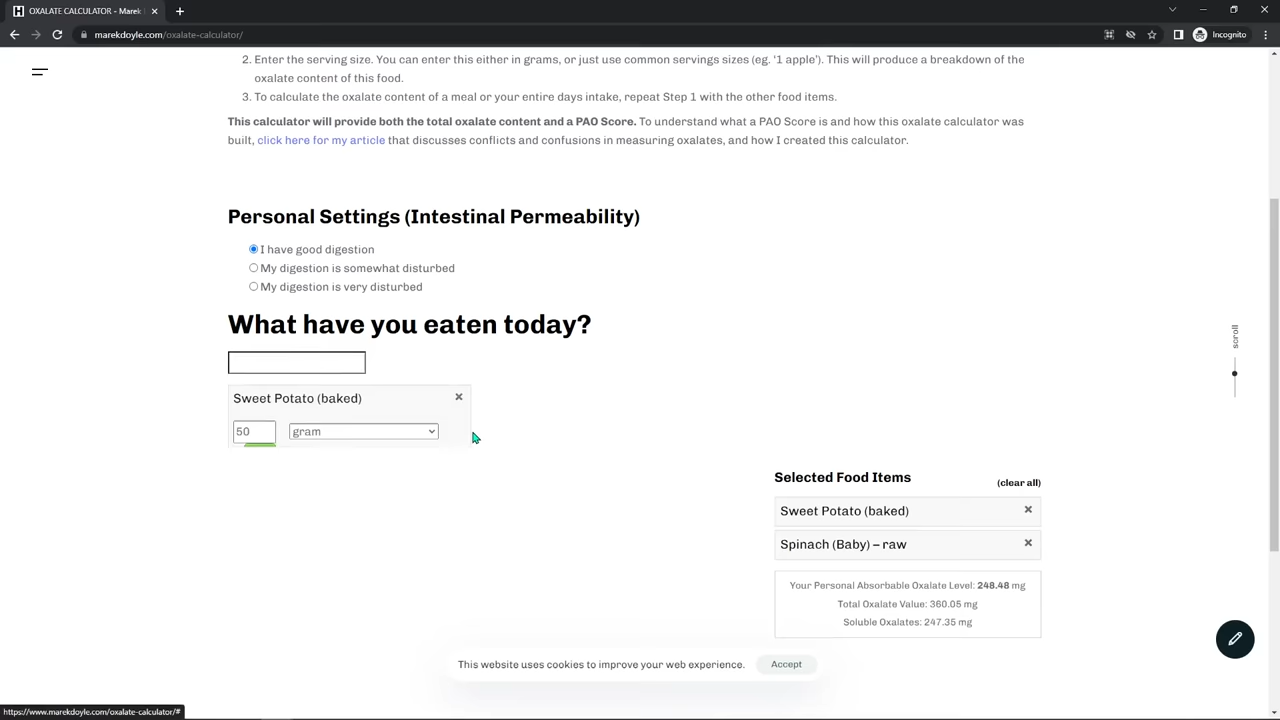 OXALATE CALCULATOR - Marek
marekdoyle.com/oxalate-calculator/
Incognito
2. Enter the serving size. You can enter this either in grams, or just use common servings sizes (eg. '1 apple'). This will produce a breakdown of the
oxalate content of this food.
3. To calculate the oxalate content of a meal or your entire days intake, repeat Step 1 with the other food items.
This calculator will provide both the total oxalate content and a PAO Score. To understand what a PAO Score is and how this oxalate calculator was
built, click here for my article that discusses conflicts and confusions in measuring oxalates, and how I created this calculator.
Personal Settings (Intestinal Permeability)
I have good digestion
My digestion is somewhat disturbed
My digestion is very disturbed
What have you eaten today?
scroll
Sweet Potato (baked)
50 gram
Selected Food Items (clear all)
Sweet Potato (baked)
Spinach (Baby) – raw
Your Personal Absorbable Oxalate Level: 248.48 mg
Total Oxalate Value: 360.05 mg
Soluble Oxalates: 247.35 mg
This website uses cookies to improve your web experience. Accept
https://www.marekdoyle.com/oxalate-calculator/#